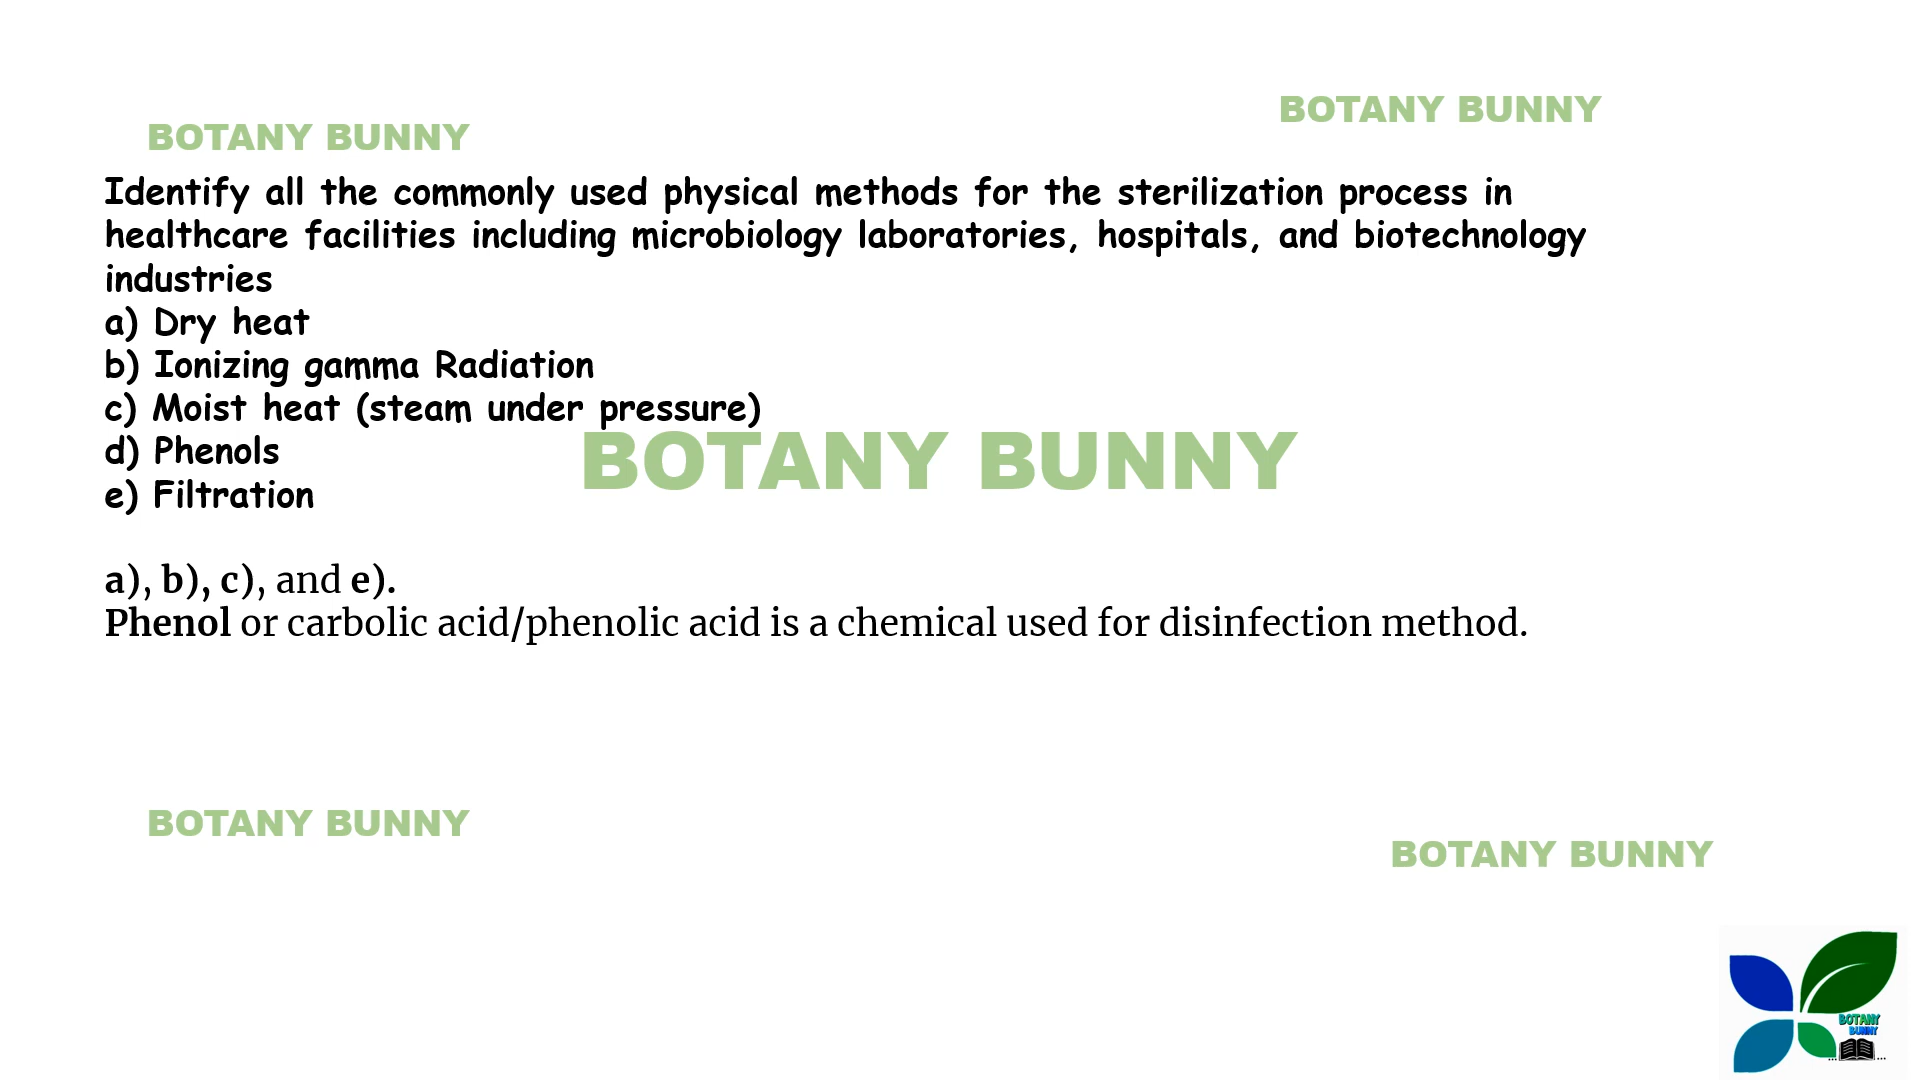 BOTANY BUNNY
BOTANY BUNNY
Identify all the commonly used physical methods for the sterilization process in
healthcare facilities including microbiology laboratories, hospitals, and biotechnology
industries
a) Dry heat
b) Ionizing gamma Radiation
c) Moist heat (steam under pressure)
d) Phenols
BOTANY BUNNY
e) Filtration
a), b), c), and e).
Phenol or carbolic acid/phenolic acid is a chemical used for disinfection method.
BOTANY BUNNY
BOTANY BUNNY
BOTANY
BUNNY